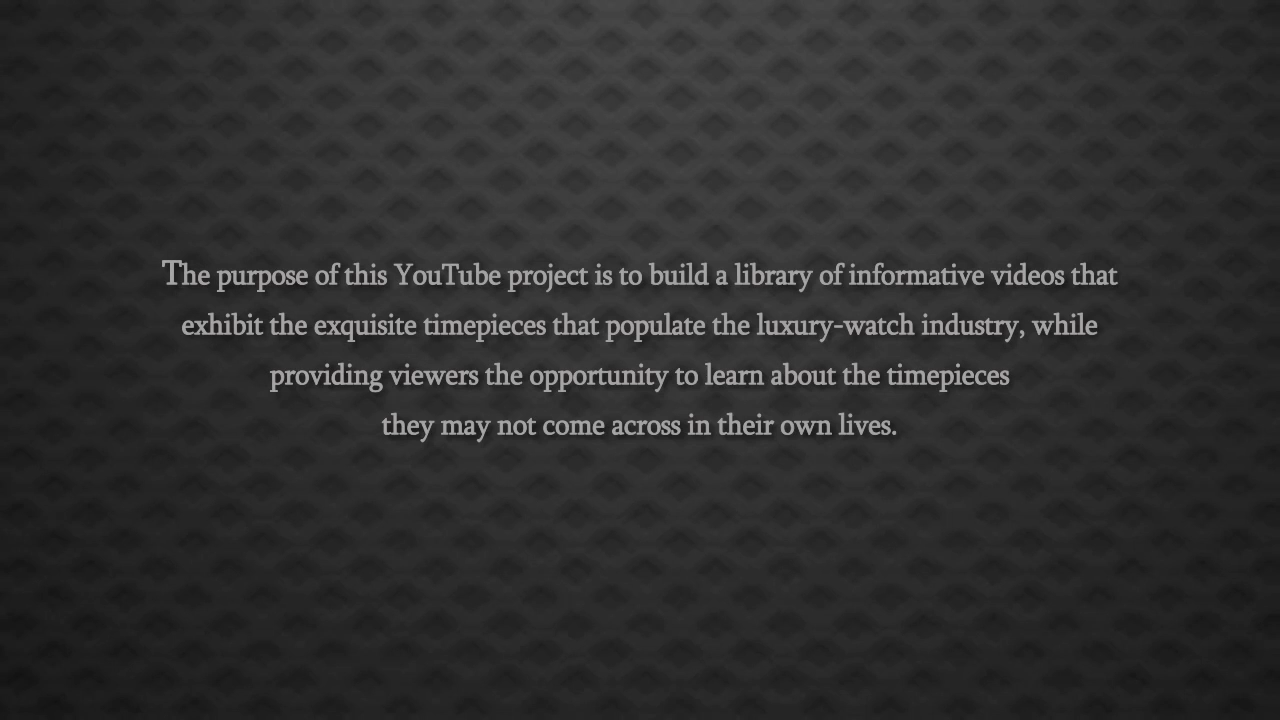 The purpose of this YouTube project is to build a library of informative videos that
exhibit the exquisite timepieces that populate the luxury-watch industry, while
providing viewers the opportunity to learn about the timepieces
they may not come across in their own lives.